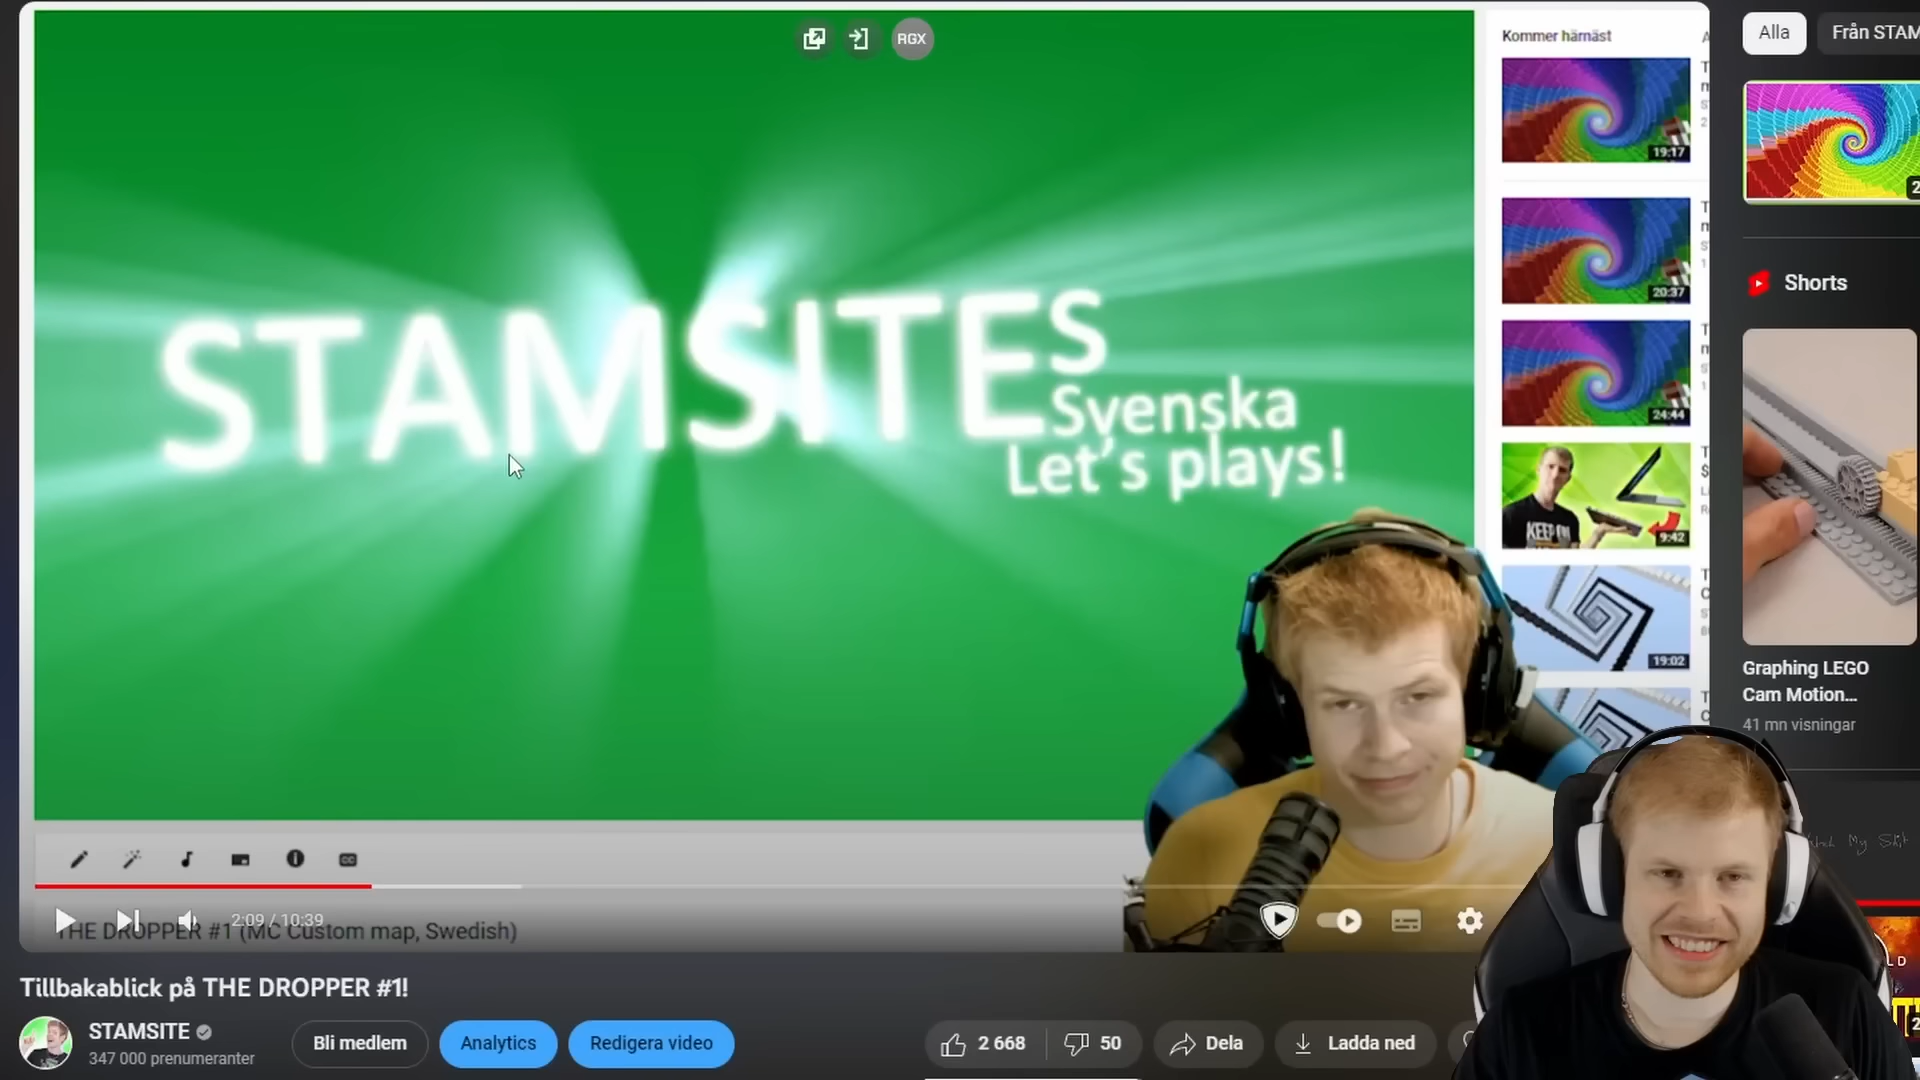 RGX
STAMSITES
Svenska
Let's plays!
Kommer härnäst
19:17
20:37
24:44
KEEP
9:42
19:02
2:09 / 10:39
THE DROPPER #1 (MC Custom map, Swedish)
Tillbakablick på THE DROPPER #1!
STAMSITE
347 000 prenumeranter
Bli medlem
Analytics
Redigera video
2 668
50
Dela
Ladda ned
Alla
Från STAM
Shorts
Graphing LEGO
Cam Motion...
41 mn visningar
My Shit